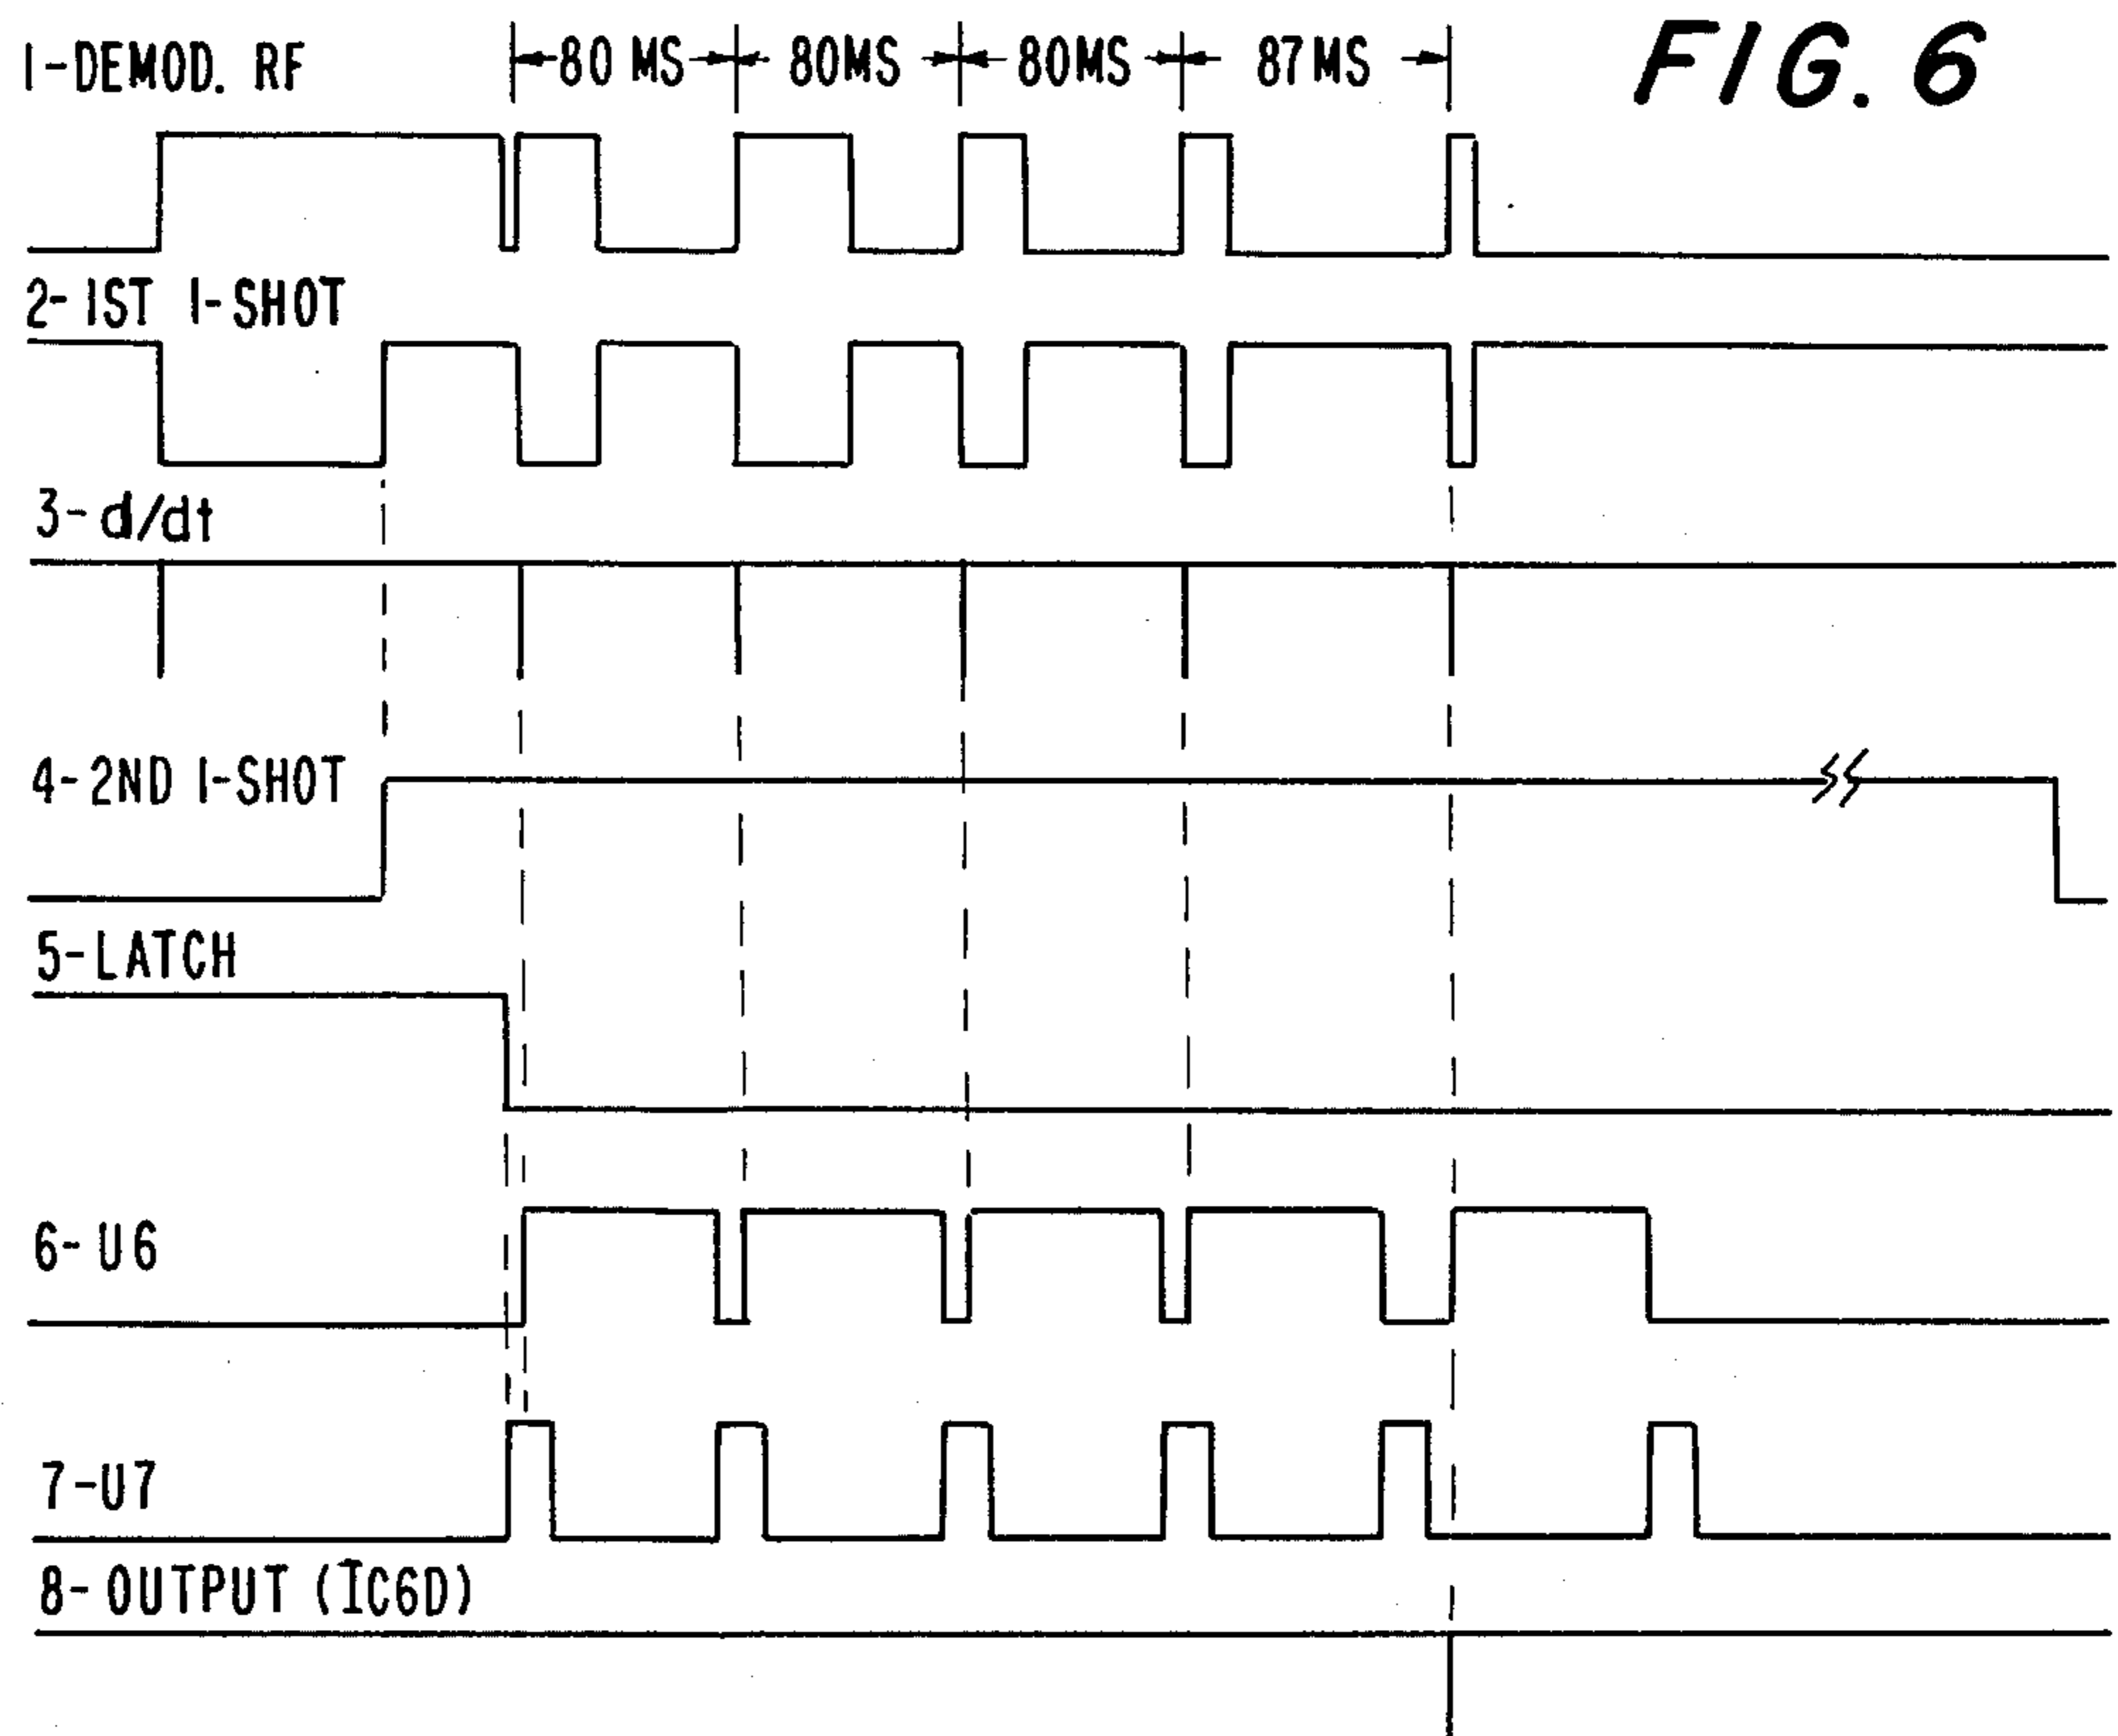 1-DEMOD. RF
80 MS
80MS
80MS
87MS
FIG. 6
2- 1ST 1-SHOT
3- d/dt
4-2ND 1-SHOT
5-LATCH
6-U6
7-U7
8- OUTPUT (IC6D)